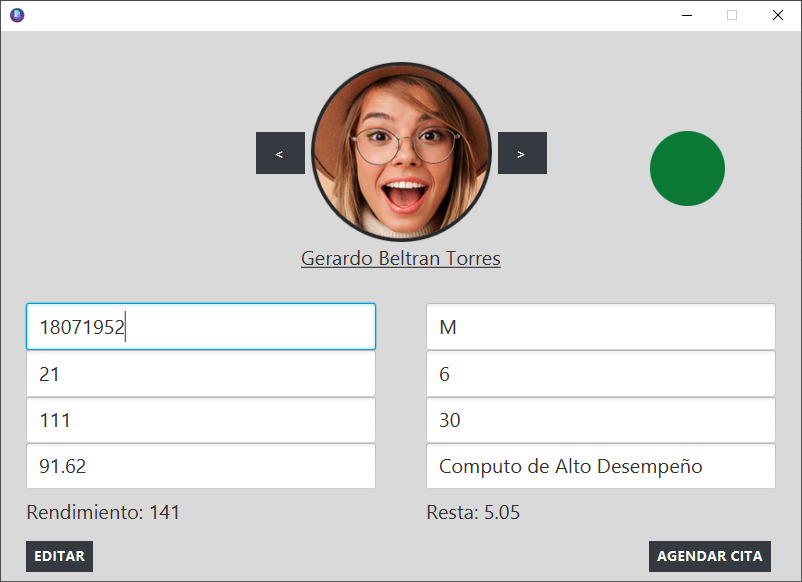 < >
Gerardo Beltran Torres
18071952 M
21 6
111 30
91.62 Computo de Alto Desempeño
Rendimiento: 141 Resta: 5.05
EDITAR AGENDAR CITA